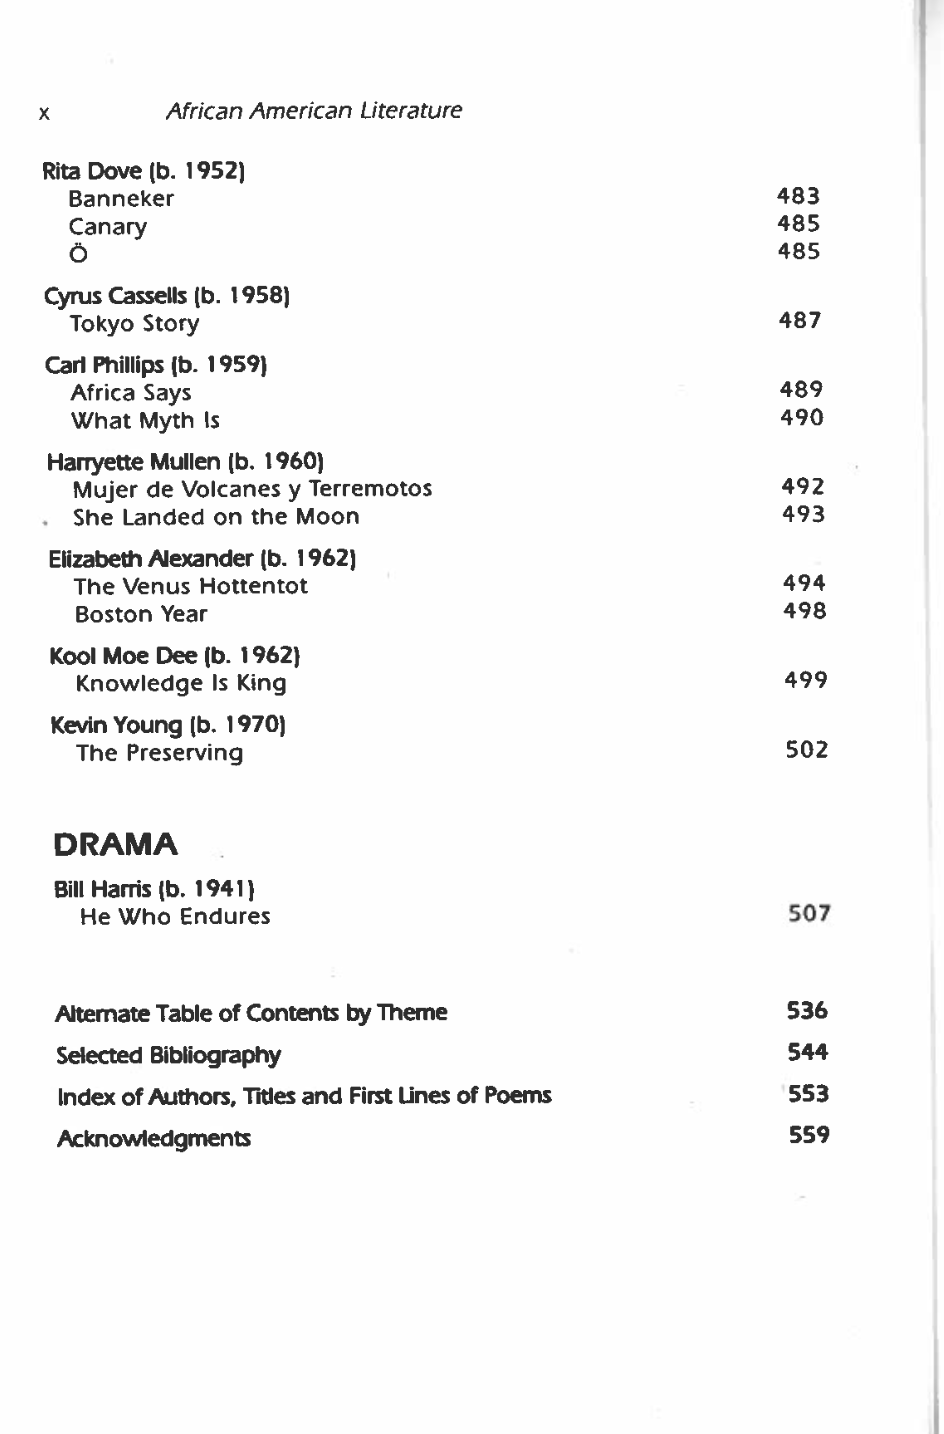 x African American Literature
Rita Dove (b. 1952)
Banneker 483
Canary 485
Ö 485
Cyrus Cassells (b. 1958)
Tokyo Story 487
Carl Phillips (b. 1959)
Africa Says 489
What Myth Is 490
Harryette Mullen (b. 1960)
Mujer de Volcanes y Terremotos 492
She Landed on the Moon 493
Elizabeth Alexander (b. 1962)
The Venus Hottentot 494
Boston Year 498
Kool Moe Dee (b. 1962)
Knowledge Is King 499
Kevin Young (b. 1970)
The Preserving 502
DRAMA
Bill Harris (b. 1941)
He Who Endures 507
Alternate Table of Contents by Theme 536
Selected Bibliography 544
Index of Authors, Titles and First Lines of Poems 553
Acknowledgments 559